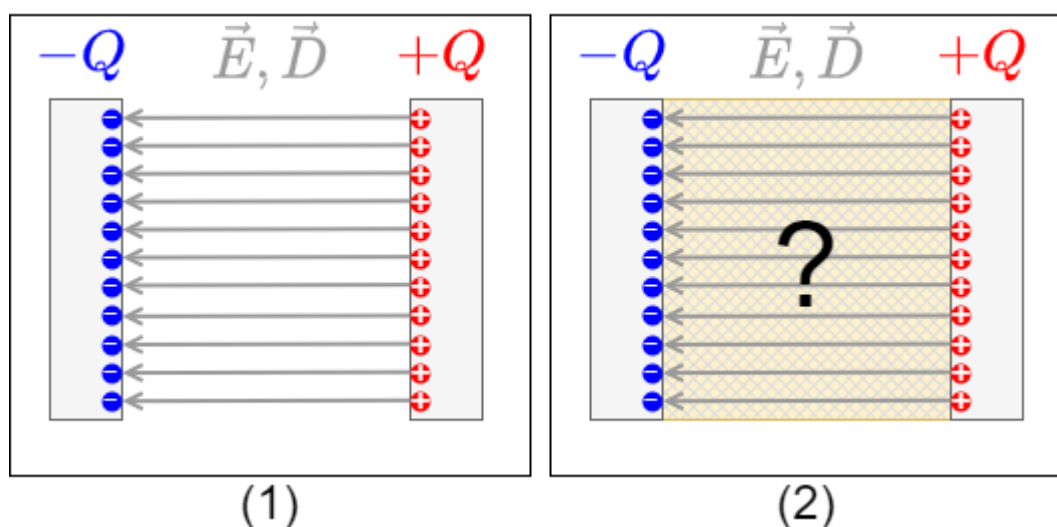 −Q E⃗, D⃗ +Q
−Q E⃗, D⃗ +Q
?
(1)
(2)